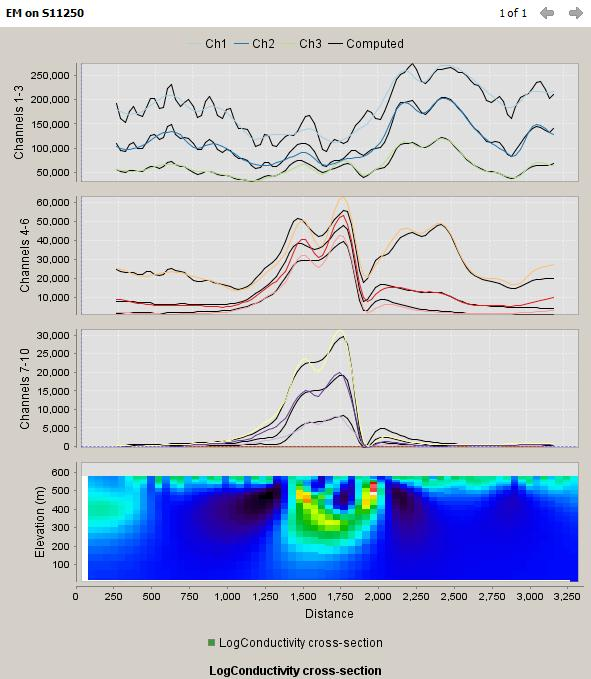 EM on S11250
1 of 1
Ch1 Ch2 Ch3 Computed
Channels 1-3
250,000
200,000
150,000
100,000
50,000
Channels 4-6
60,000
50,000
40,000
30,000
20,000
10,000
Channels 7-10
30,000
25,000
20,000
15,000
10,000
5,000
0
Elevation (m)
600
500
400
300
200
100
0 250 500 750 1,000 1,250 1,500 1,750 2,000 2,250 2,500 2,750 3,000 3,250
Distance
LogConductivity cross-section
LogConductivity cross-section